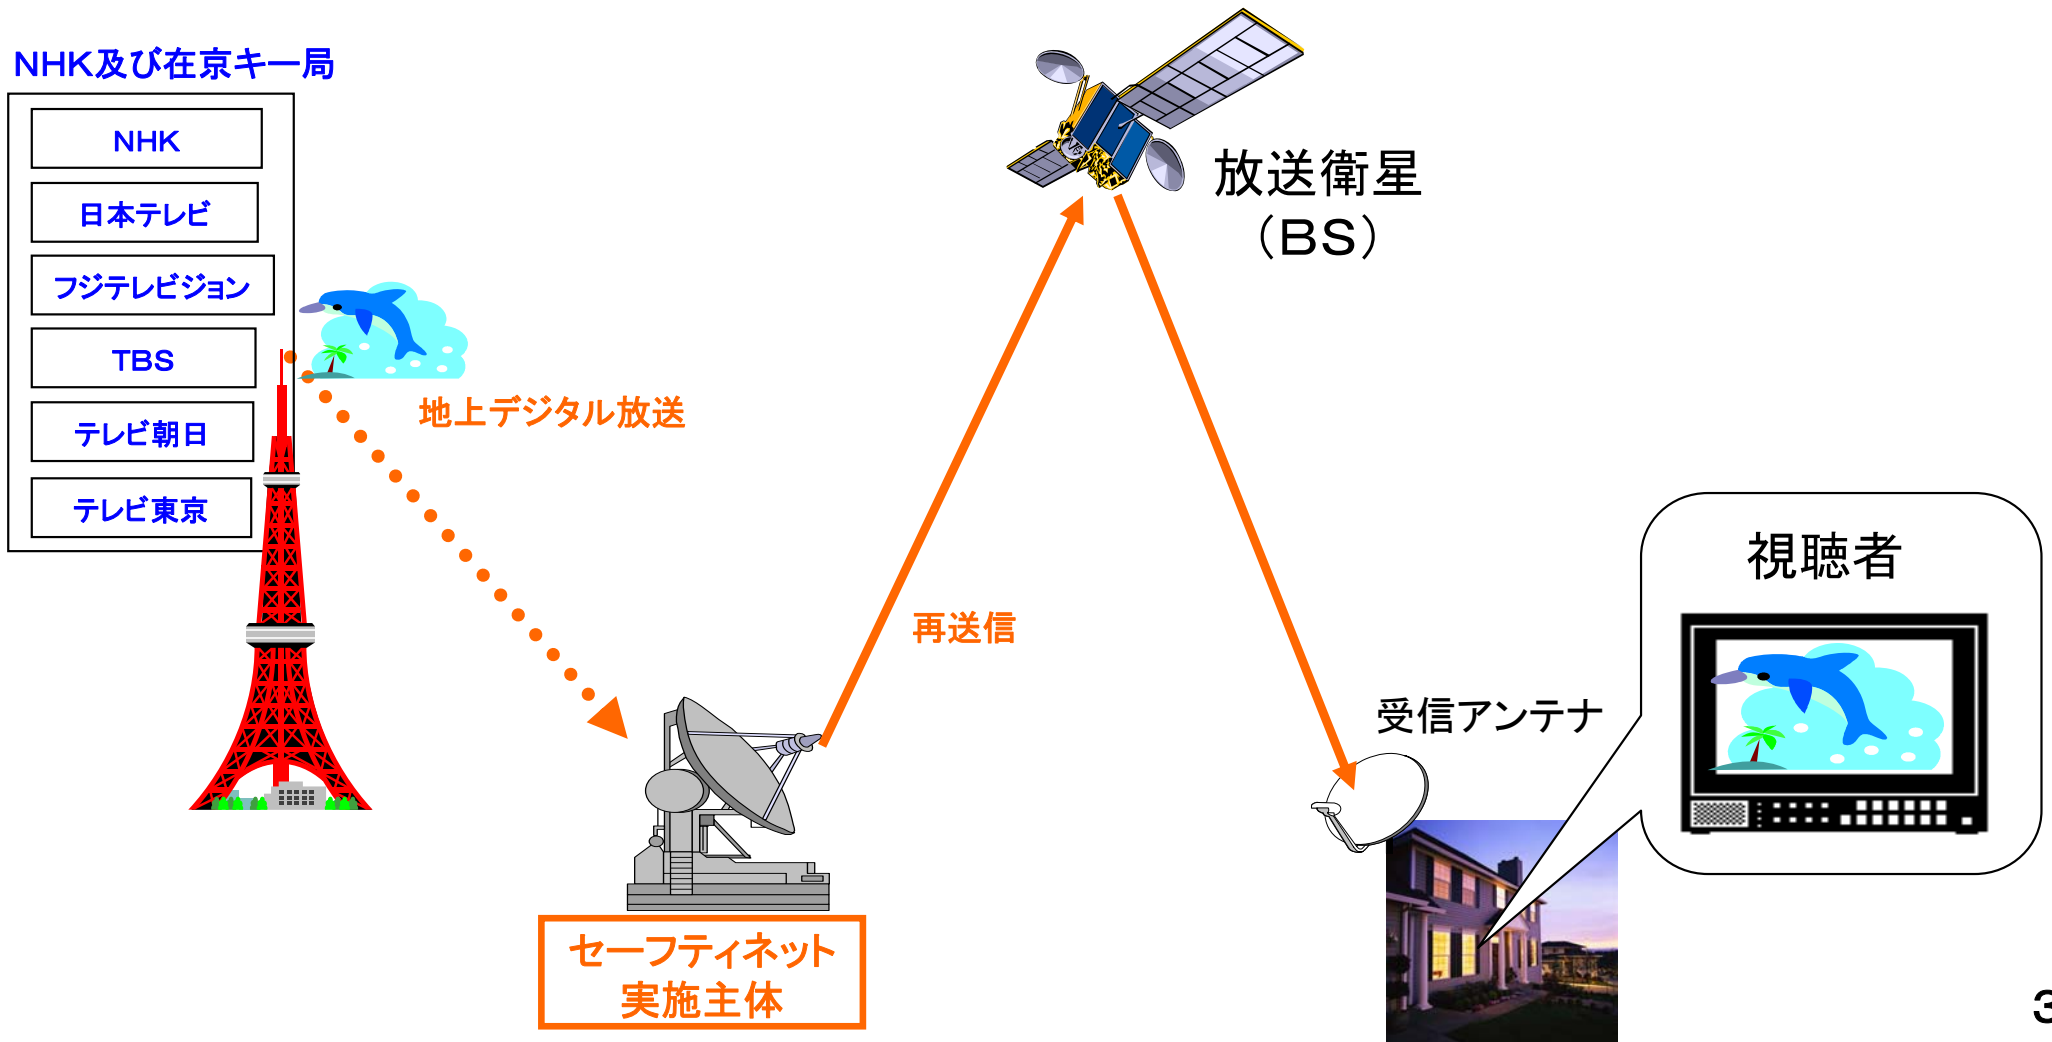 NHK及び在京キー局
NHK
日本テレビ
フジテレビジョン
TBS
テレビ朝日
テレビ東京
地上デジタル放送
放送衛星
（BS）
再送信
視聴者
受信アンテナ
セーフティネット
実施主体
3